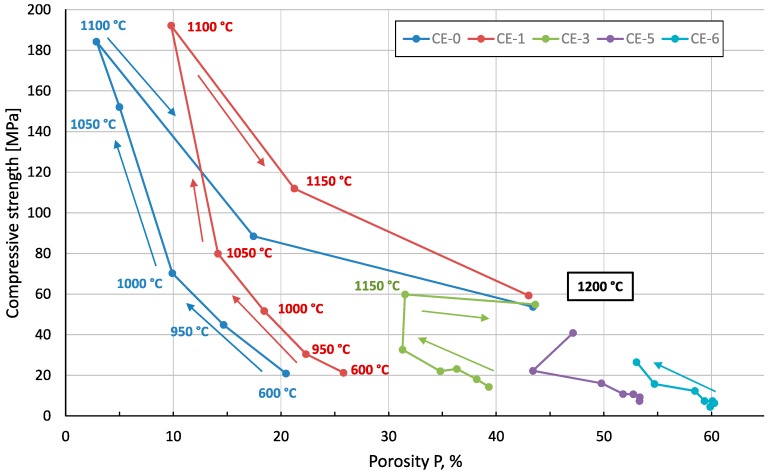 200
180
160
140
120
100
80
60
40
20
0
Compressive strength [MPa]
0 10 20 30 40 50 60
Porosity P, %
CE-0 CE-1 CE-3 CE-5 CE-6
1100 °C
1100 °C
1050 °C
1150 °C
1050 °C
1000 °C
1150 °C
1200 °C
1000 °C
950 °C
950 °C
600 °C
600 °C